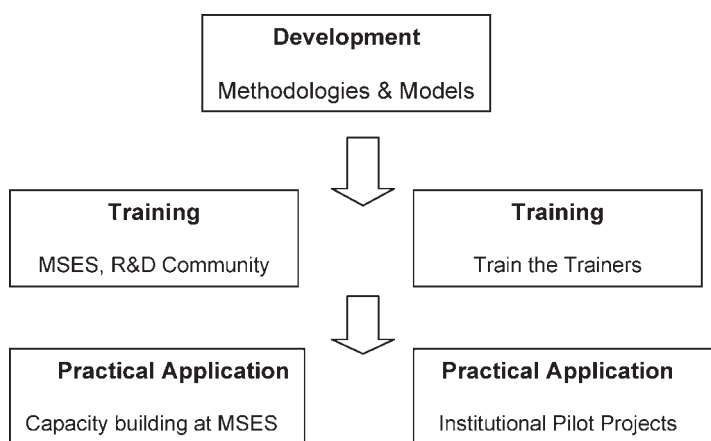 Development
Methodologies & Models
Training
MSES, R&D Community
Training
Train the Trainers
Practical Application
Capacity building at MSES
Practical Application
Institutional Pilot Projects